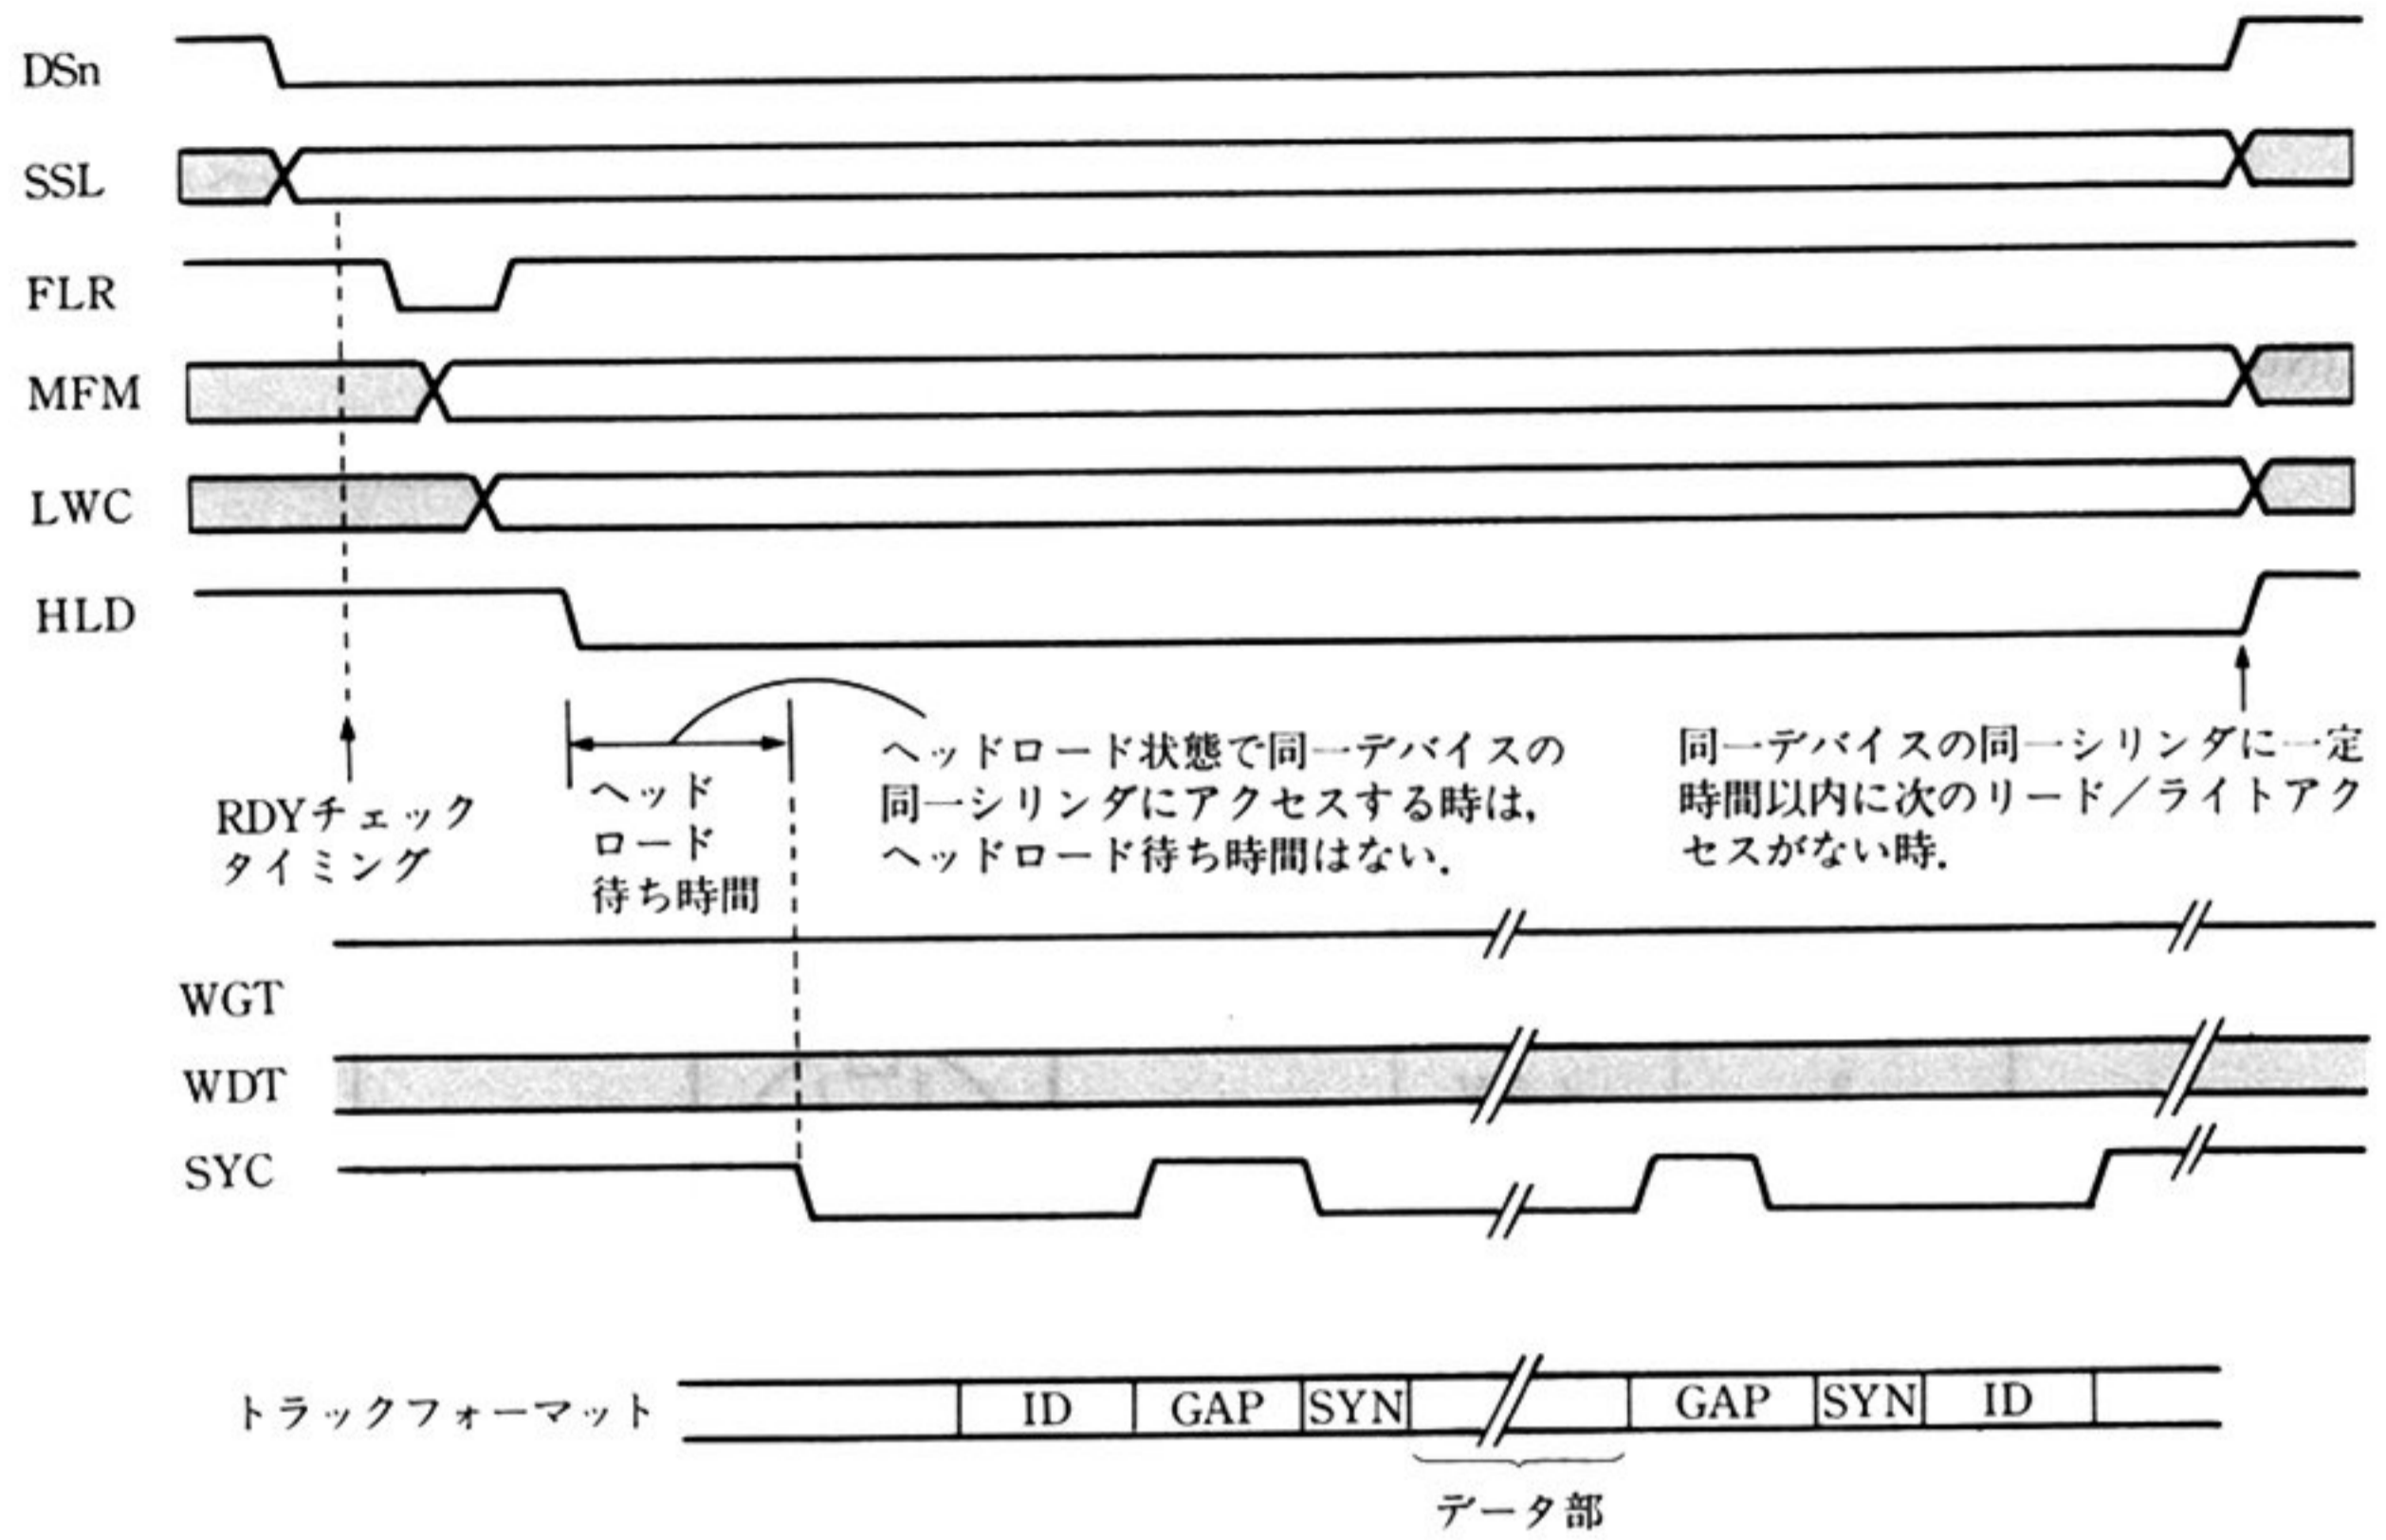 DSn
SSL
FLR
MFM
LWC
HLD
RDYチェック
タイミング
ヘッド
ロード
待ち時間
ヘッドロード状態で同一デバイスの
同一シリンダにアクセスする時は,
ヘッドロード待ち時間はない.
同一デバイスの同一シリンダに一定
時間以内に次のリード/ライトアク
セスがない時.
WGT
WDT
SYC
トラックフォーマット
ID
GAP
SYN
GAP
SYN
ID
データ部